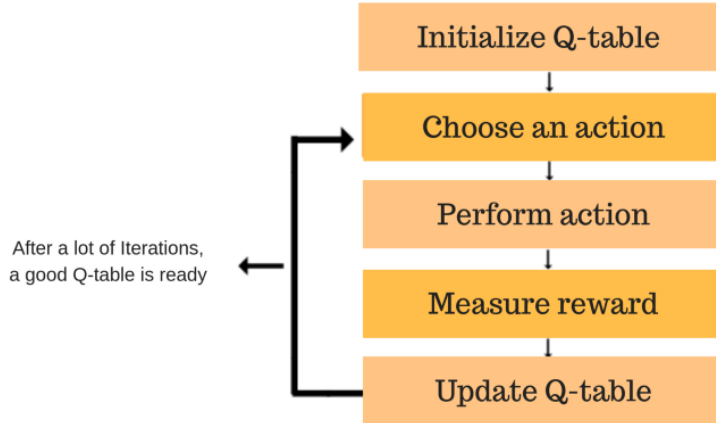 Initialize Q-table
Choose an action
Perform action
After a lot of Iterations,
a good Q-table is ready
Measure reward
Update Q-table